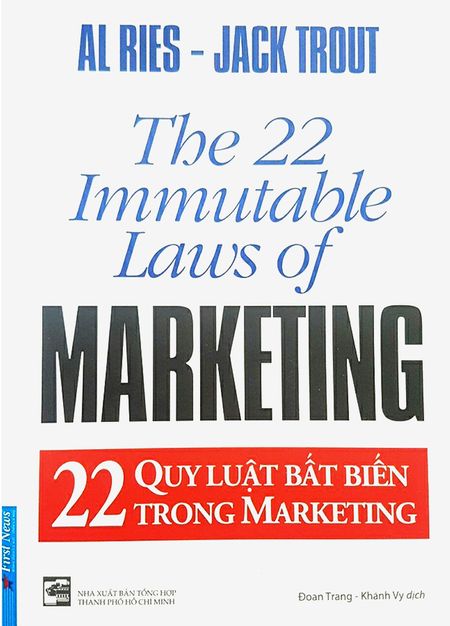 AL RIES - JACK TROUT
The 22
Immutable
Laws of
MARKETING
22 QUY LUẬT BẤT BIẾN
TRONG MARKETING
First News
NHÀ XUẤT BẢN TỔNG HỢP
THÀNH PHỐ HỒ CHÍ MINH
Đoan Trang - Khánh Vy dịch